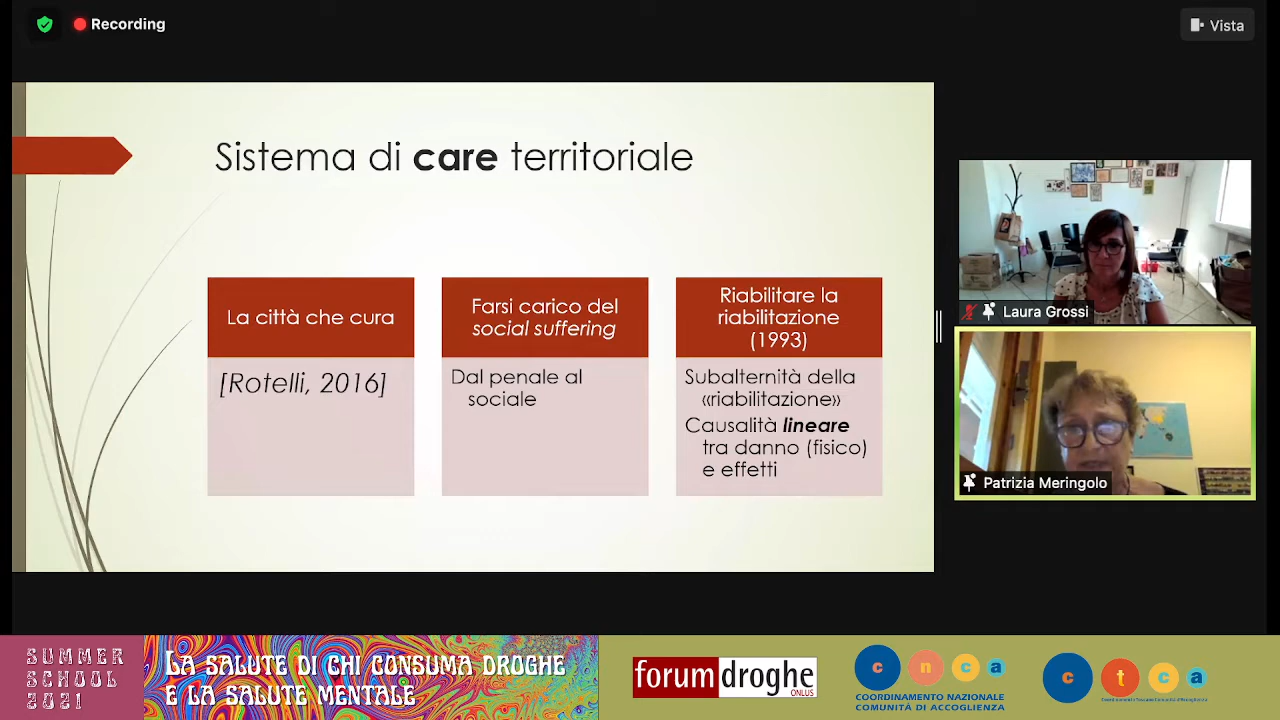 Recording
Vista
Sistema di care territoriale
La città che cura
[Rotelli, 2016]
Farsi carico del
social suffering
Dal penale al
sociale
Riabilitare la
riabilitazione
(1993)
Subalternità della
«riabilitazione»
Causalità lineare
tra danno (fisico)
e effetti
Laura Grossi
Patrizia Meringolo
SUMMER
SCHOOL
2021
LA SALUTE DI CHI CONSUMA DROGHE
E LA SALUTE MENTALE
forumdroghe
ONLUS
cnca
COORDINAMENTO NAZIONALE
COMUNITÀ DI ACCOGLIENZA
ctca